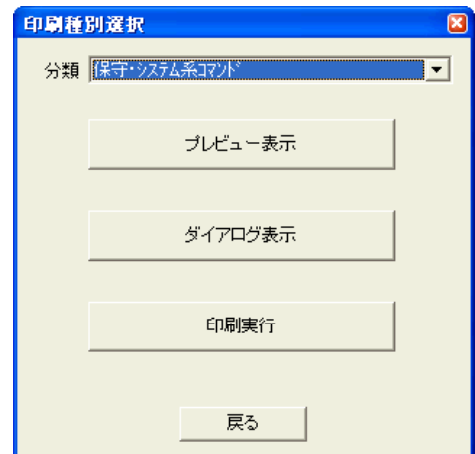 印刷種別選択
分類 保守・システム系コマンド
プレビュー表示
ダイアログ表示
印刷実行
戻る